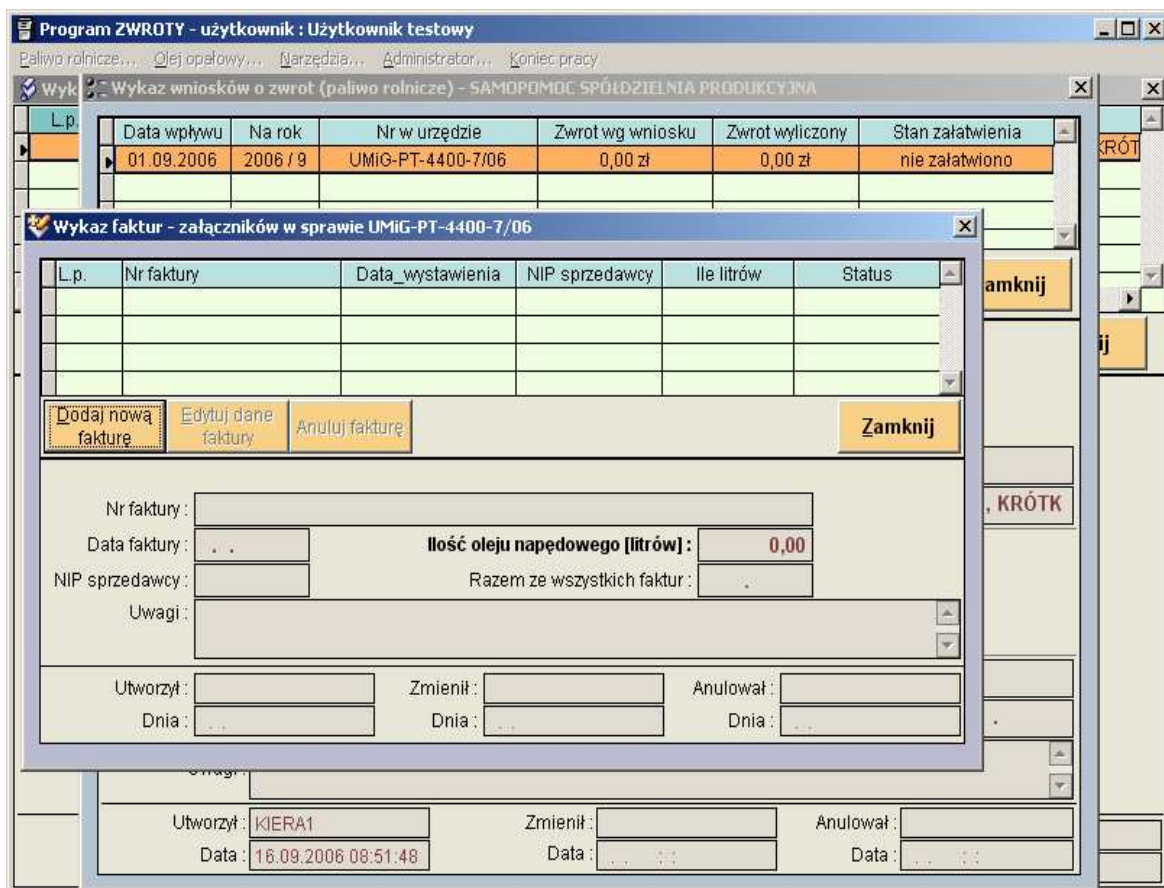 Program ZWROTY - użytkownik : Użytkownik testowy
Paliwo rolnicze... Olej opałowy... Narzędzia... Administrator... Koniec pracy
Wyk
Wykaz wniosków o zwrot (paliwo rolnicze) - SAMOPOMOC SPÓŁDZIELNIA PRODUKCYJNA
L.p.
Data wpływu Na rok Nr w urzędzie Zwrot wg wniosku Zwrot wyliczony Stan załatwienia
01.09.2006 2006 / 9 UMiG-PT-4400-7/06 0,00 zł 0,00 zł nie załatwiono
KRÓT
Wykaz faktur - załączników w sprawie UMiG-PT-4400-7/06
L.p. Nr faktury Data_wystawienia NIP sprzedawcy Ile litrów Status
amknij
ij
Dodaj nową fakturę
Edytuj dane faktury
Anuluj fakturę
Zamknij
Nr faktury :
, KRÓTK
Data faktury : . . Ilość oleju napędowego [litrów] : 0,00
NIP sprzedawcy : Razem ze wszystkich faktur : .
Uwagi :
Utworzył : Zmienił : Anulował :
Dnia : . . Dnia : . . Dnia : . .
Utworzył : KIERA1 Zmienił : Anulował :
Data : 16.09.2006 08:51:48 Data : . . : : Data : . . : :